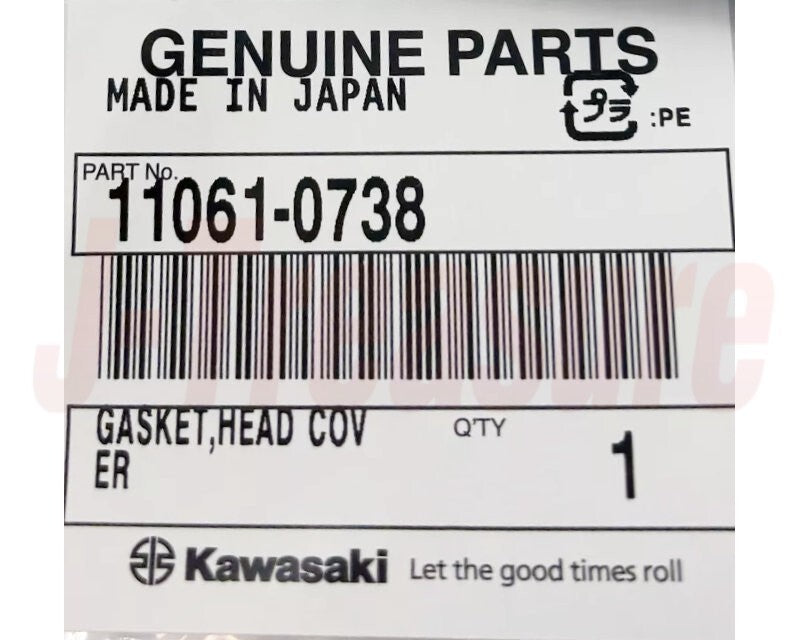 GENUINE PARTS
MADE IN JAPAN
プラ :PE
PART No.
11061-0738
J-Treasure
GASKET,HEAD COV
ER
Q'TY
1
Kawasaki Let the good times roll